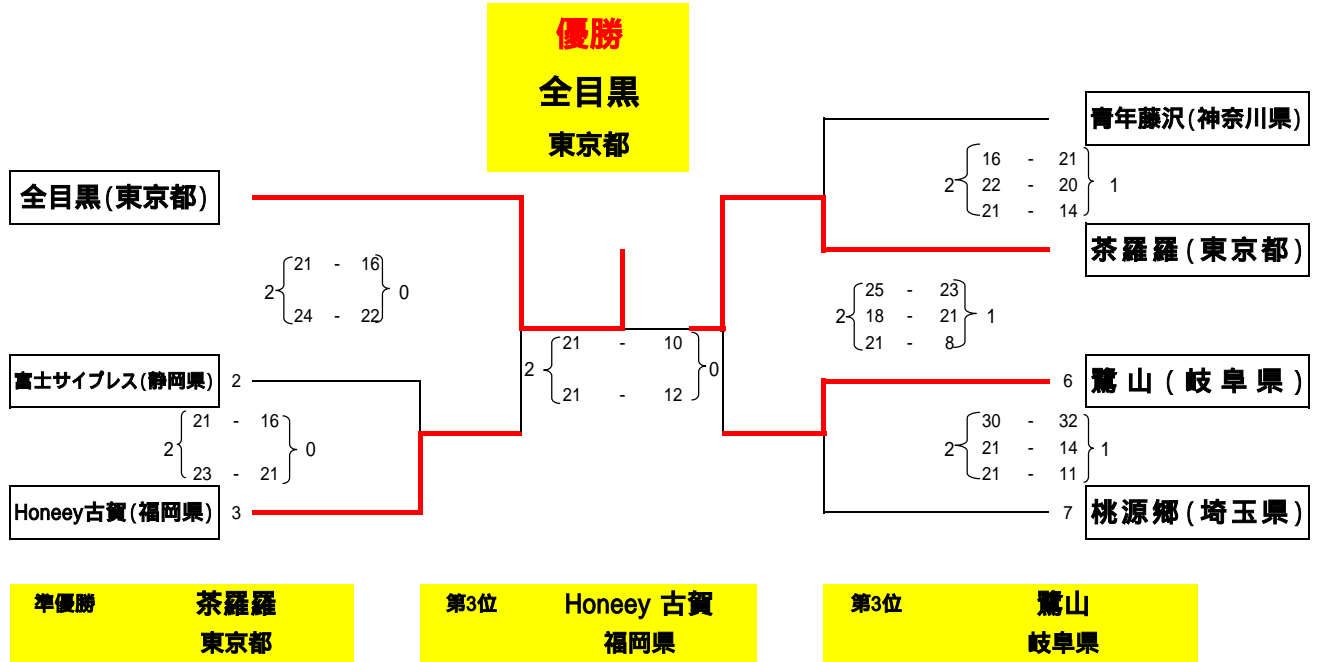 優勝
全目黒
東京都
青年藤沢(神奈川県)
16 - 21
2 22 - 20 1
21 - 14
全目黒(東京都)
茶羅羅(東京都)
21 - 16
2 0
24 - 22
25 - 23
2 18 - 21 1
21 - 8
21 - 10
2 0
21 - 12
富士サイプレス(静岡県) 2
6 鷺山(岐阜県)
21 - 16
2 0
23 - 21
30 - 32
2 21 - 14 1
21 - 11
Honeey古賀(福岡県) 3
7 桃源郷(埼玉県)
準優勝 茶羅羅
東京都
第3位 Honeey 古賀
福岡県
第3位 鷺山
岐阜県